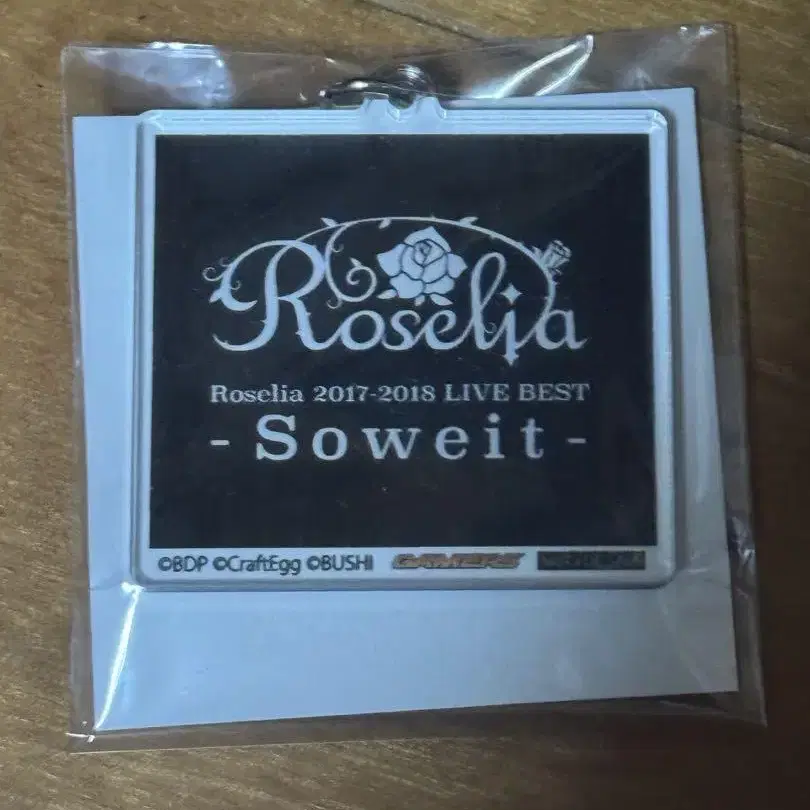 Roselia
Roselia 2017-2018 LIVE BEST
- Soweit -
©BDP ©CraftEgg ©BUSHI GAMERS